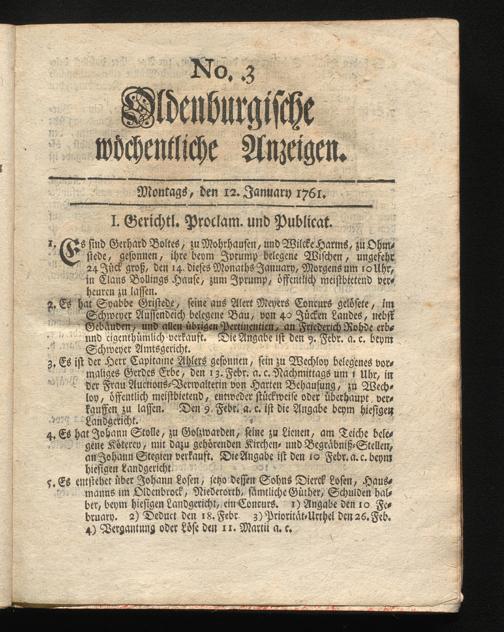 No. 3
Oldenburgische
wöchentliche Anzeigen.
Montags, den 12. January 1761.
I. Gerichtl. Proclam. und Publicat.
1, Es sind Gerhard Boltes, zu Mohrhausen, und Wilcke Harms, zu Ohm-
stede, gesonnen, ihre beym Iprump belegene Wischen, ungefehr
24 Jück groß, den 14. dieses Monaths January, Morgens um 10 Uhr,
in Claus Bollings Hause, zum Iprump, öffentlich meistbietend ver-
heuren zu lassen.
2. Es hat Spabbe Gristede, seine aus Alert Meyers Concurs gelösete, im
Schweyer Aussendeich belegene Bau, von 40 Jücken Landes, nebst
Gebäuden, und allen übrigen Pertinentien, an Friederich Rohde erb-
und eigenthümlich verkauft. Die Angabe ist den 9. Febr. a. c. beym
Schweyer Amtsgericht.
3. Es ist der Herr Capitaine Ahlers gesonnen, sein zu Wechloy belegenes vor-
maliges Gerdes Erbe, den 13. Febr. a. c. Nachmittags um 1 Uhr, in
der Frau Auctions-Verwalterin von Harten Behausung, zu Wech-
loy, öffentlich meistbietend, entweder stückweise oder überhaupt ver-
kauffen zu lassen. Den 9. Febr. a. c. ist die Angabe beym hiesigen
Landgericht.
4. Es hat Johann Stolle, zu Golzwarden, seine zu Lienen, am Teiche bele-
gene Köterey, mit dazu gehörenden Kirchen- und Begräbniß-Stellen,
an Johann Stegien verkauft. Die Angabe ist den 10 Febr. a. c. beym
hiesigen Landgericht
5. Es entstehet über Johann Losen, jetzo dessen Sohns Dierck Losen, Haus-
manns im Oldenbrock, Niederorth, sämtliche Güther, Schulden hal-
ber, beym hiesigen Landgericht, ein Concurs. 1) Angabe den 10 Fe-
bruary. 2) Deduct den 18. Febr. 3) Priorität-Urthel den 26. Feb.
4) Vergantung oder Löse den 11. Martii a. c.